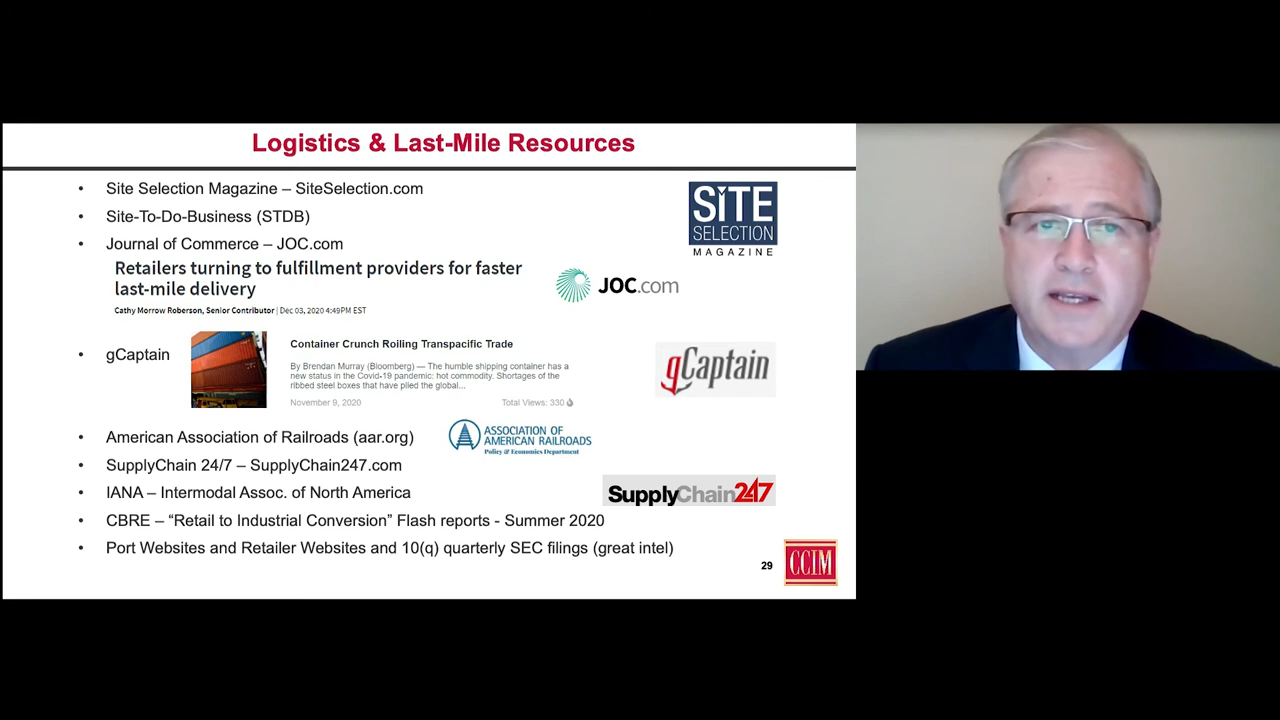 Logistics & Last-Mile Resources
• Site Selection Magazine – SiteSelection.com
• Site-To-Do-Business (STDB)
• Journal of Commerce – JOC.com
SiTE
SELECTION
MAGAZINE
Retailers turning to fulfillment providers for faster
last-mile delivery
Cathy Morrow Roberson, Senior Contributor | Dec 03, 2020 4:49PM EST
JOC.com
• gCaptain
Container Crunch Roiling Transpacific Trade
By Brendan Murray (Bloomberg) — The humble shipping container has a
new status in the Covid-19 pandemic: hot commodity. Shortages of the
ribbed steel boxes that have plied the global...
November 9, 2020 Total Views: 330
gCaptain
• American Association of Railroads (aar.org)
ASSOCIATION OF
AMERICAN RAILROADS
Policy & Economics Department
• SupplyChain 24/7 – SupplyChain247.com
• IANA – Intermodal Assoc. of North America
SupplyChain247
• CBRE – “Retail to Industrial Conversion” Flash reports - Summer 2020
• Port Websites and Retailer Websites and 10(q) quarterly SEC filings (great intel)
29
CCIM